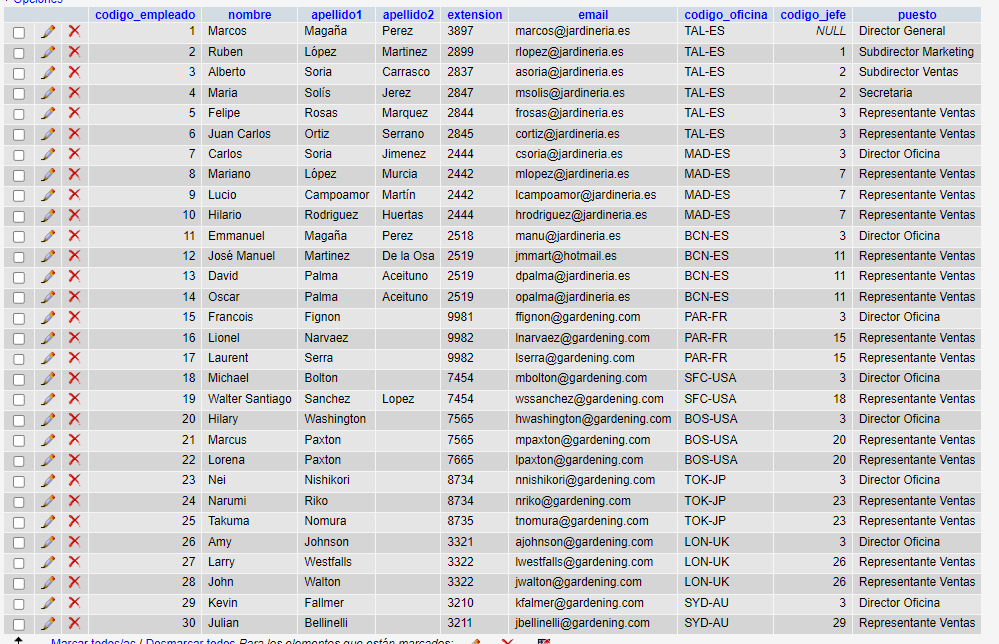 Opciones
codigo_empleado nombre apellido1 apellido2 extension email codigo_oficina codigo_jefe puesto
1 Marcos Magaña Perez 3897 marcos@jardineria.es TAL-ES NULL Director General
2 Ruben López Martinez 2899 rlopez@jardineria.es TAL-ES 1 Subdirector Marketing
3 Alberto Soria Carrasco 2837 asoria@jardineria.es TAL-ES 2 Subdirector Ventas
4 Maria Solís Jerez 2847 msolis@jardineria.es TAL-ES 2 Secretaria
5 Felipe Rosas Marquez 2844 frosas@jardineria.es TAL-ES 3 Representante Ventas
6 Juan Carlos Ortiz Serrano 2845 cortiz@jardineria.es TAL-ES 3 Representante Ventas
7 Carlos Soria Jimenez 2444 csoria@jardineria.es MAD-ES 3 Director Oficina
8 Mariano López Murcia 2442 mlopez@jardineria.es MAD-ES 7 Representante Ventas
9 Lucio Campoamor Martín 2442 lcampoamor@jardineria.es MAD-ES 7 Representante Ventas
10 Hilario Rodriguez Huertas 2444 hrodriguez@jardineria.es MAD-ES 7 Representante Ventas
11 Emmanuel Magaña Perez 2518 manu@jardineria.es BCN-ES 3 Director Oficina
12 José Manuel Martinez De la Osa 2519 jmmart@hotmail.es BCN-ES 11 Representante Ventas
13 David Palma Aceituno 2519 dpalma@jardineria.es BCN-ES 11 Representante Ventas
14 Oscar Palma Aceituno 2519 opalma@jardineria.es BCN-ES 11 Representante Ventas
15 Francois Fignon 9981 ffignon@gardening.com PAR-FR 3 Director Oficina
16 Lionel Narvaez 9982 lnarvaez@gardening.com PAR-FR 15 Representante Ventas
17 Laurent Serra 9982 lserra@gardening.com PAR-FR 15 Representante Ventas
18 Michael Bolton 7454 mbolton@gardening.com SFC-USA 3 Director Oficina
19 Walter Santiago Sanchez Lopez 7454 wssanchez@gardening.com SFC-USA 18 Representante Ventas
20 Hilary Washington 7565 hwashington@gardening.com BOS-USA 3 Director Oficina
21 Marcus Paxton 7565 mpaxton@gardening.com BOS-USA 20 Representante Ventas
22 Lorena Paxton 7665 lpaxton@gardening.com BOS-USA 20 Representante Ventas
23 Nei Nishikori 8734 nnishikori@gardening.com TOK-JP 3 Director Oficina
24 Narumi Riko 8734 nriko@gardening.com TOK-JP 23 Representante Ventas
25 Takuma Nomura 8735 tnomura@gardening.com TOK-JP 23 Representante Ventas
26 Amy Johnson 3321 ajohnson@gardening.com LON-UK 3 Director Oficina
27 Larry Westfalls 3322 lwestfalls@gardening.com LON-UK 26 Representante Ventas
28 John Walton 3322 jwalton@gardening.com LON-UK 26 Representante Ventas
29 Kevin Fallmer 3210 kfalmer@gardening.com SYD-AU 3 Director Oficina
30 Julian Bellinelli 3211 jbellinelli@gardening.com SYD-AU 29 Representante Ventas
Marcar todos/as / Desmarcar todos Para los elementos que están marcados: